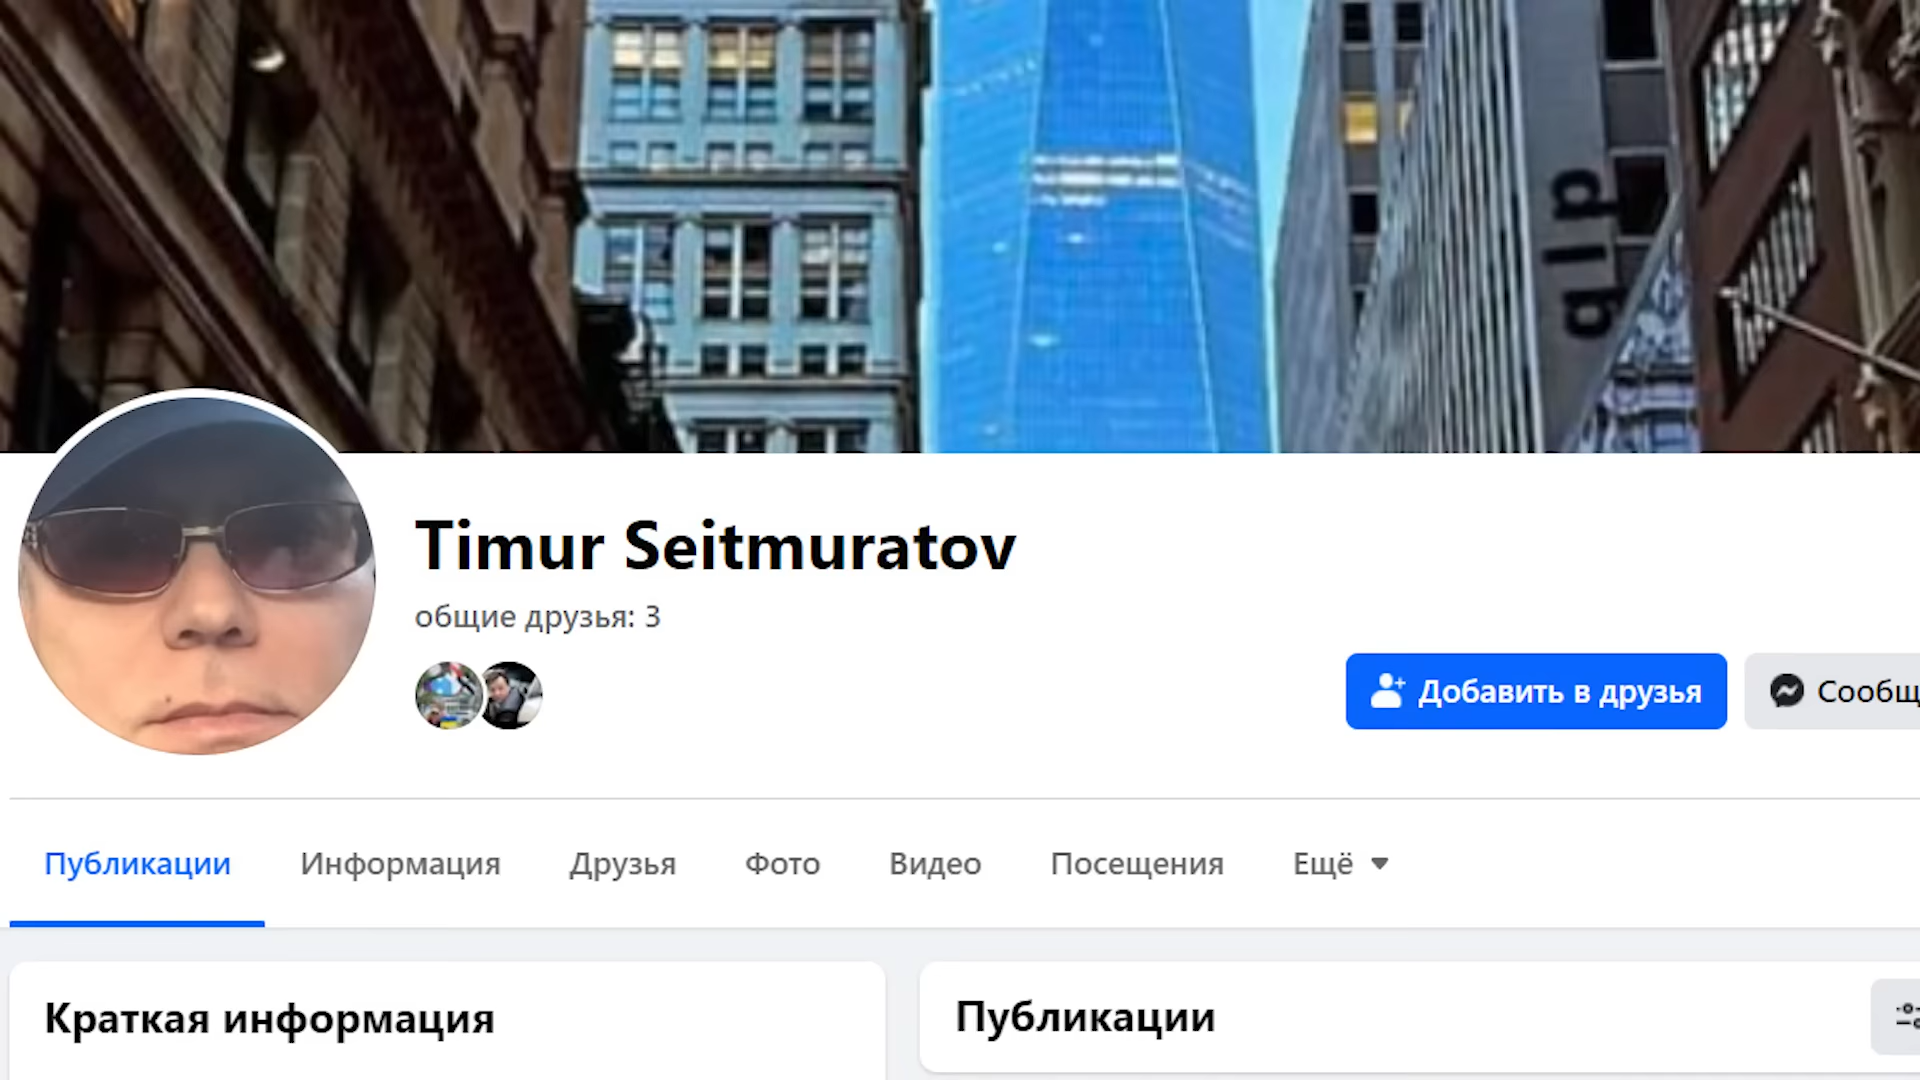 Timur Seitmuratov
общие друзья: 3
Добавить в друзья
Сообщ
Публикации
Информация
Друзья
Фото
Видео
Посещения
Ещё
Краткая информация
Публикации